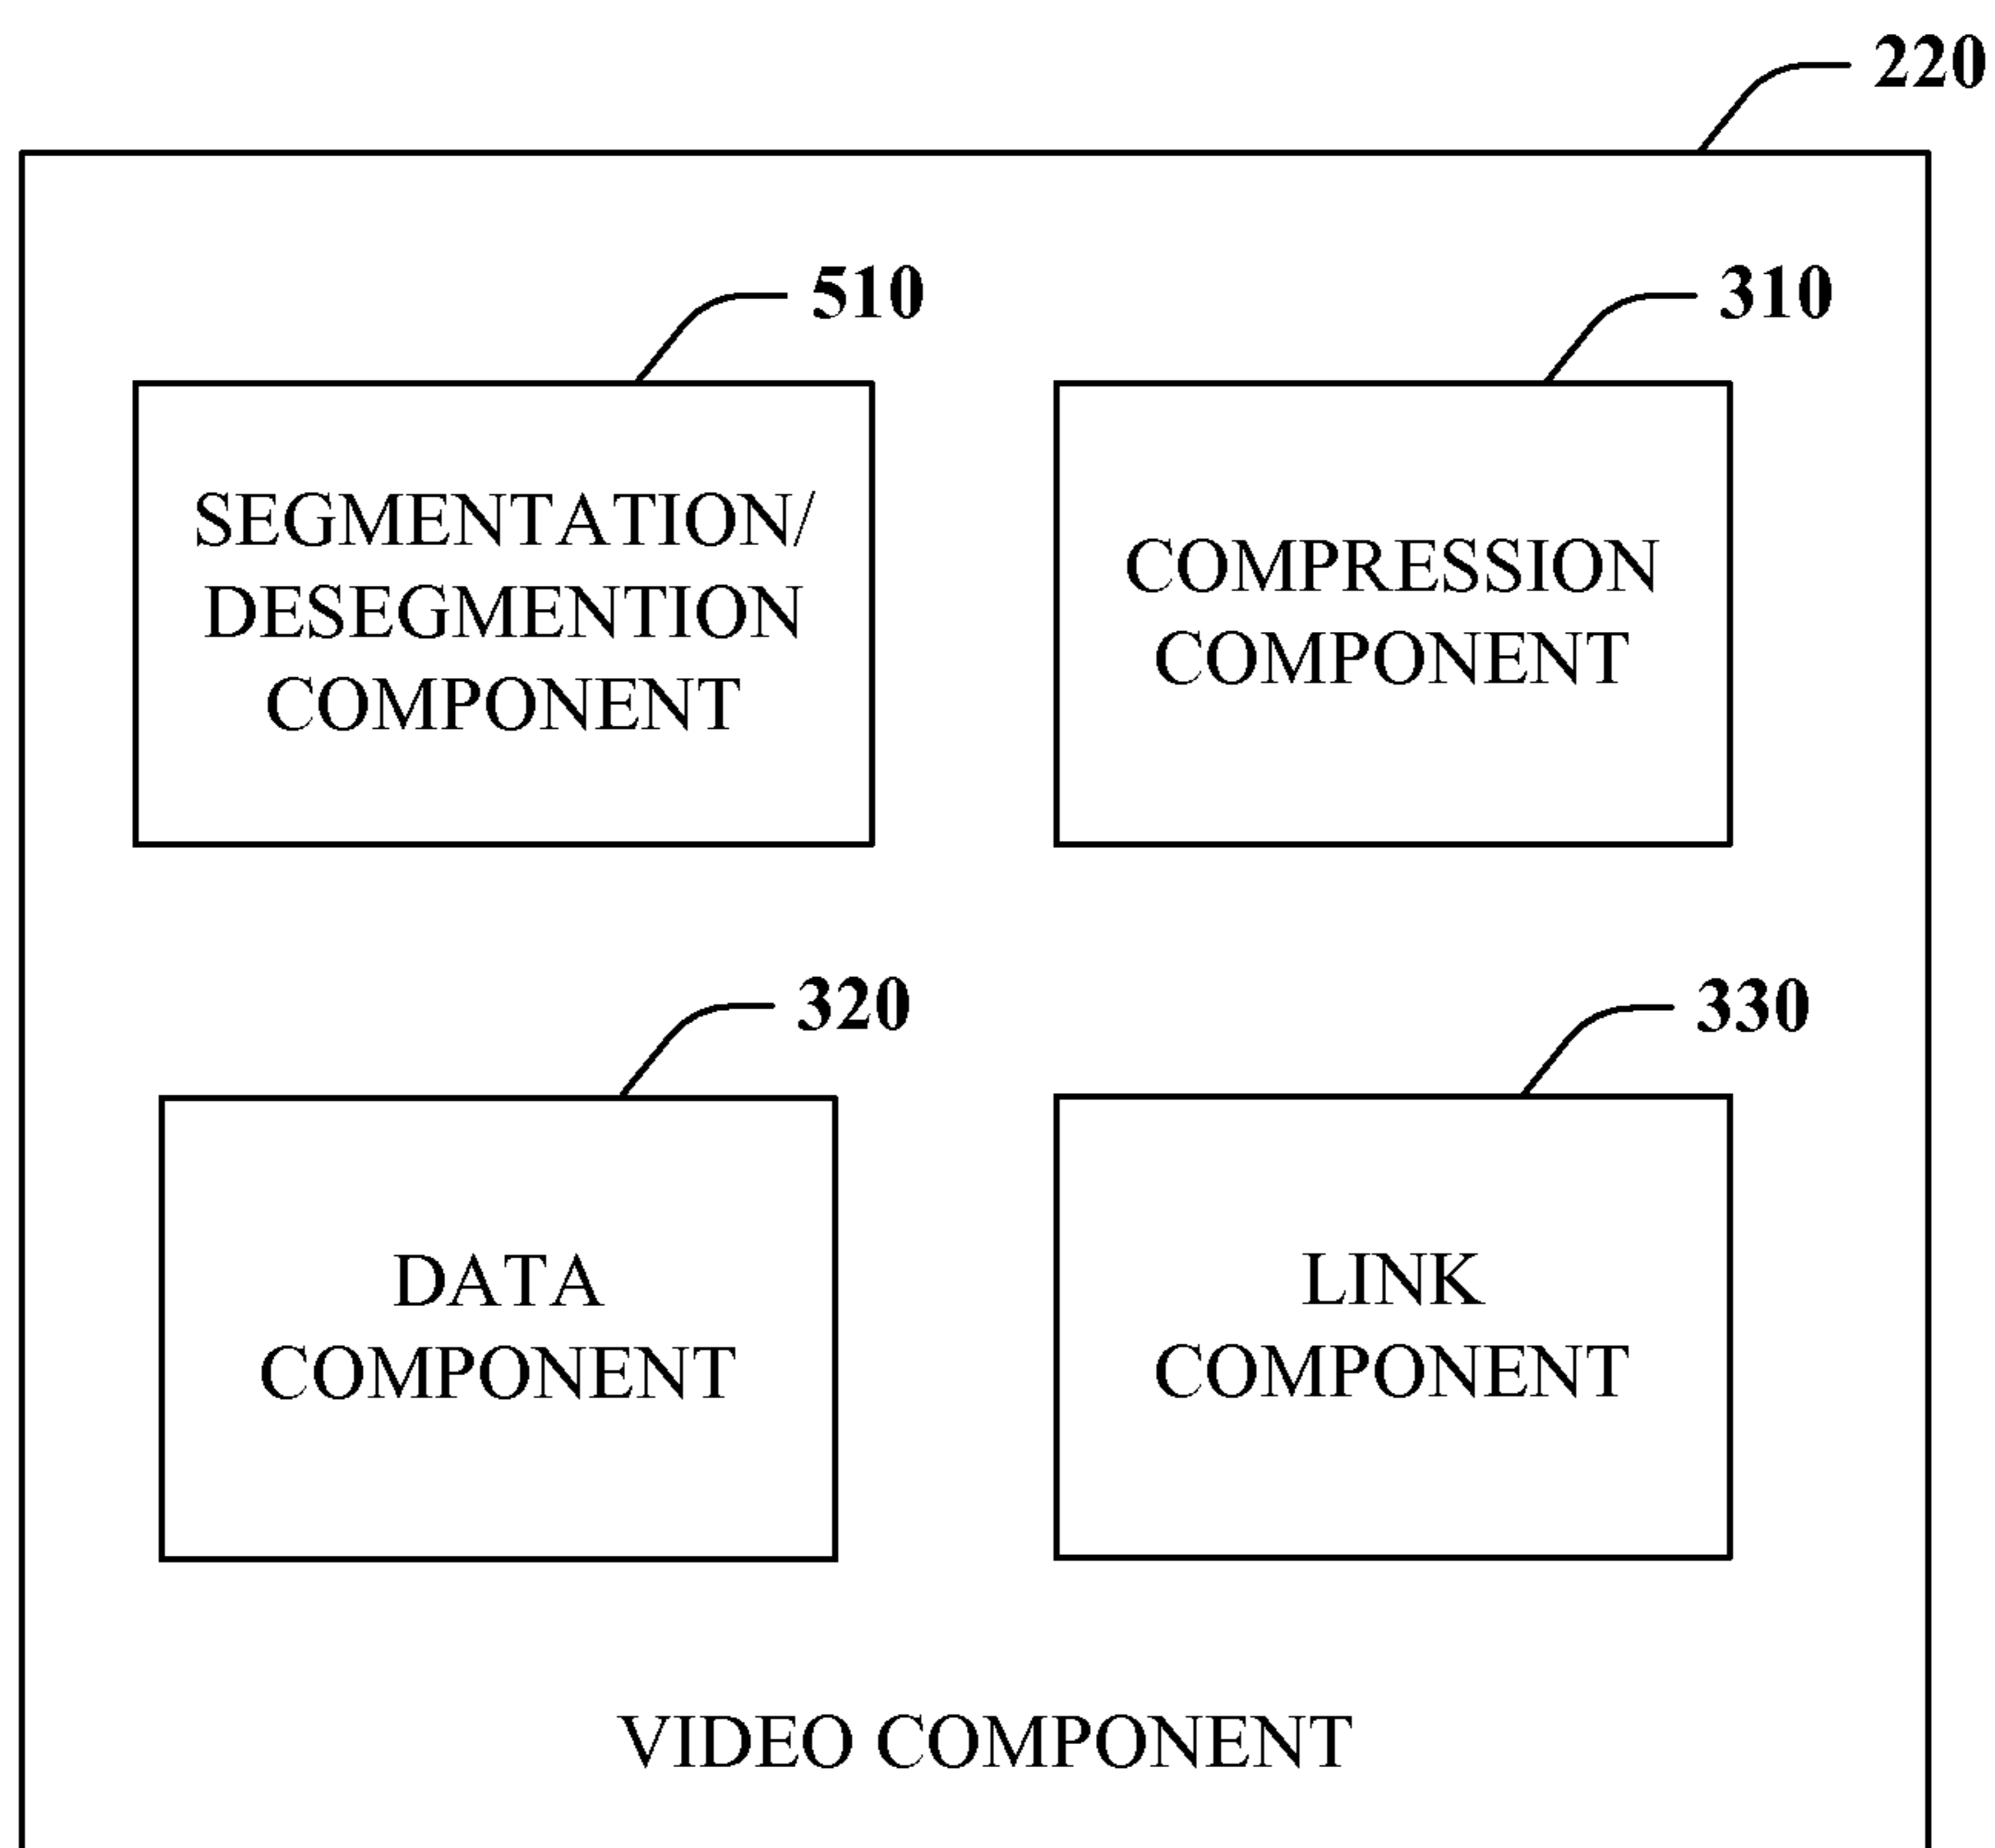 220
510
310
SEGMENTATION/
DESEGMENTION
COMPONENT
COMPRESSION
COMPONENT
320
330
DATA
COMPONENT
LINK
COMPONENT
VIDEO COMPONENT